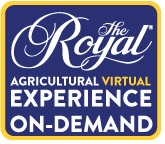 The
Royal®
AGRICULTURAL VIRTUAL
EXPERIENCE
ON-DEMAND